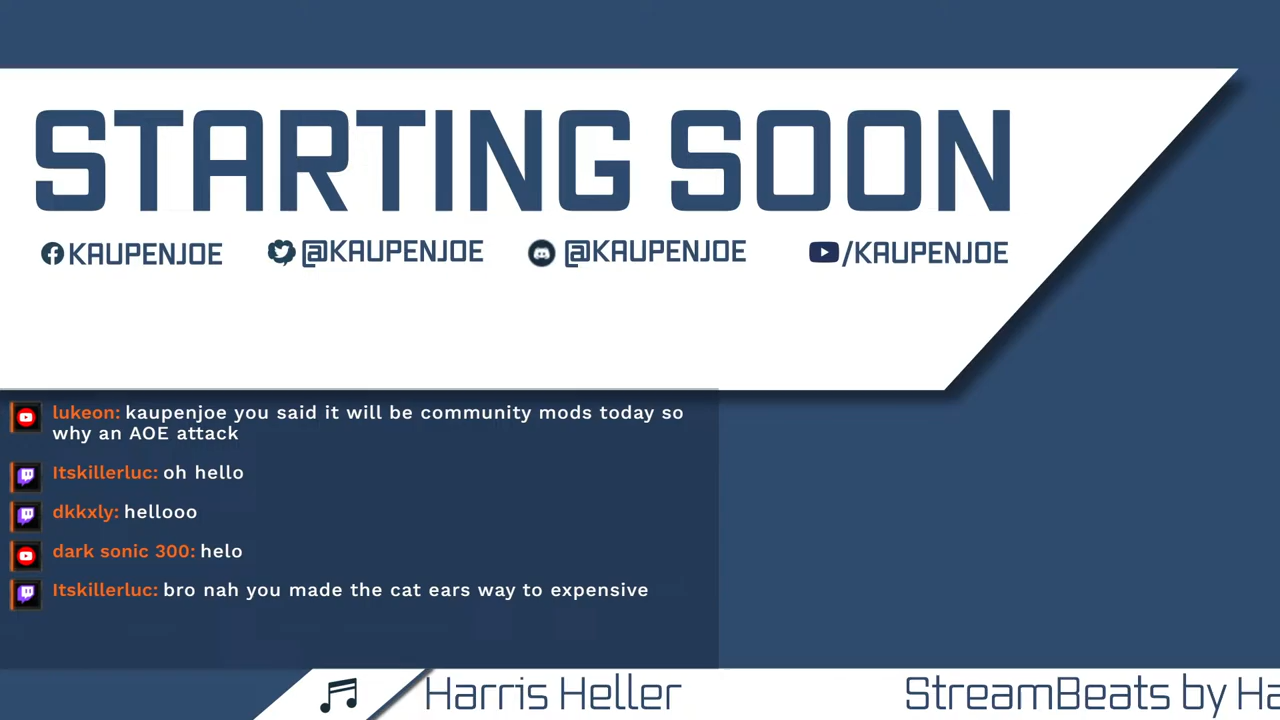 STARTING SOON
KAUPENJOE @KAUPENJOE @KAUPENJOE /KAUPENJOE
lukeon: kaupenjoe you said it will be community mods today so
why an AOE attack
Itskillerluc: oh hello
dkkxly: hellooo
dark sonic 300: helo
Itskillerluc: bro nah you made the cat ears way to expensive
Harris Heller StreamBeats by Ha